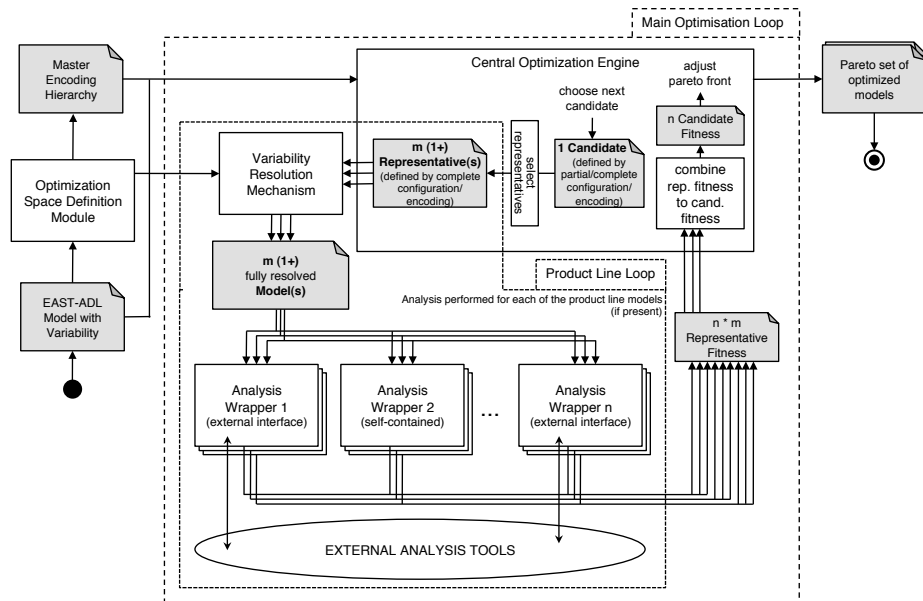 Main Optimisation Loop
Master
Encoding
Hierarchy
Central Optimization Engine
adjust
pareto front
Pareto set of
optimized
models
choose next
candidate
n Candidate
Fitness
Variability
Resolution
Mechanism
m (1+)
Representative(s)
(defined by complete
configuration/
encoding)
select
representatives
1 Candidate
(defined by
partial/complete
configuration/
encoding)
combine
rep. fitness
to cand.
fitness
Optimization
Space Definition
Module
m (1+)
fully resolved
Model(s)
Product Line Loop
Analysis performed for each of the product line models
(if present)
EAST-ADL
Model with
Variability
n * m
Representative
Fitness
Analysis
Wrapper 1
(external interface)
Analysis
Wrapper 2
(self-contained)
...
Analysis
Wrapper n
(external interface)
EXTERNAL ANALYSIS TOOLS